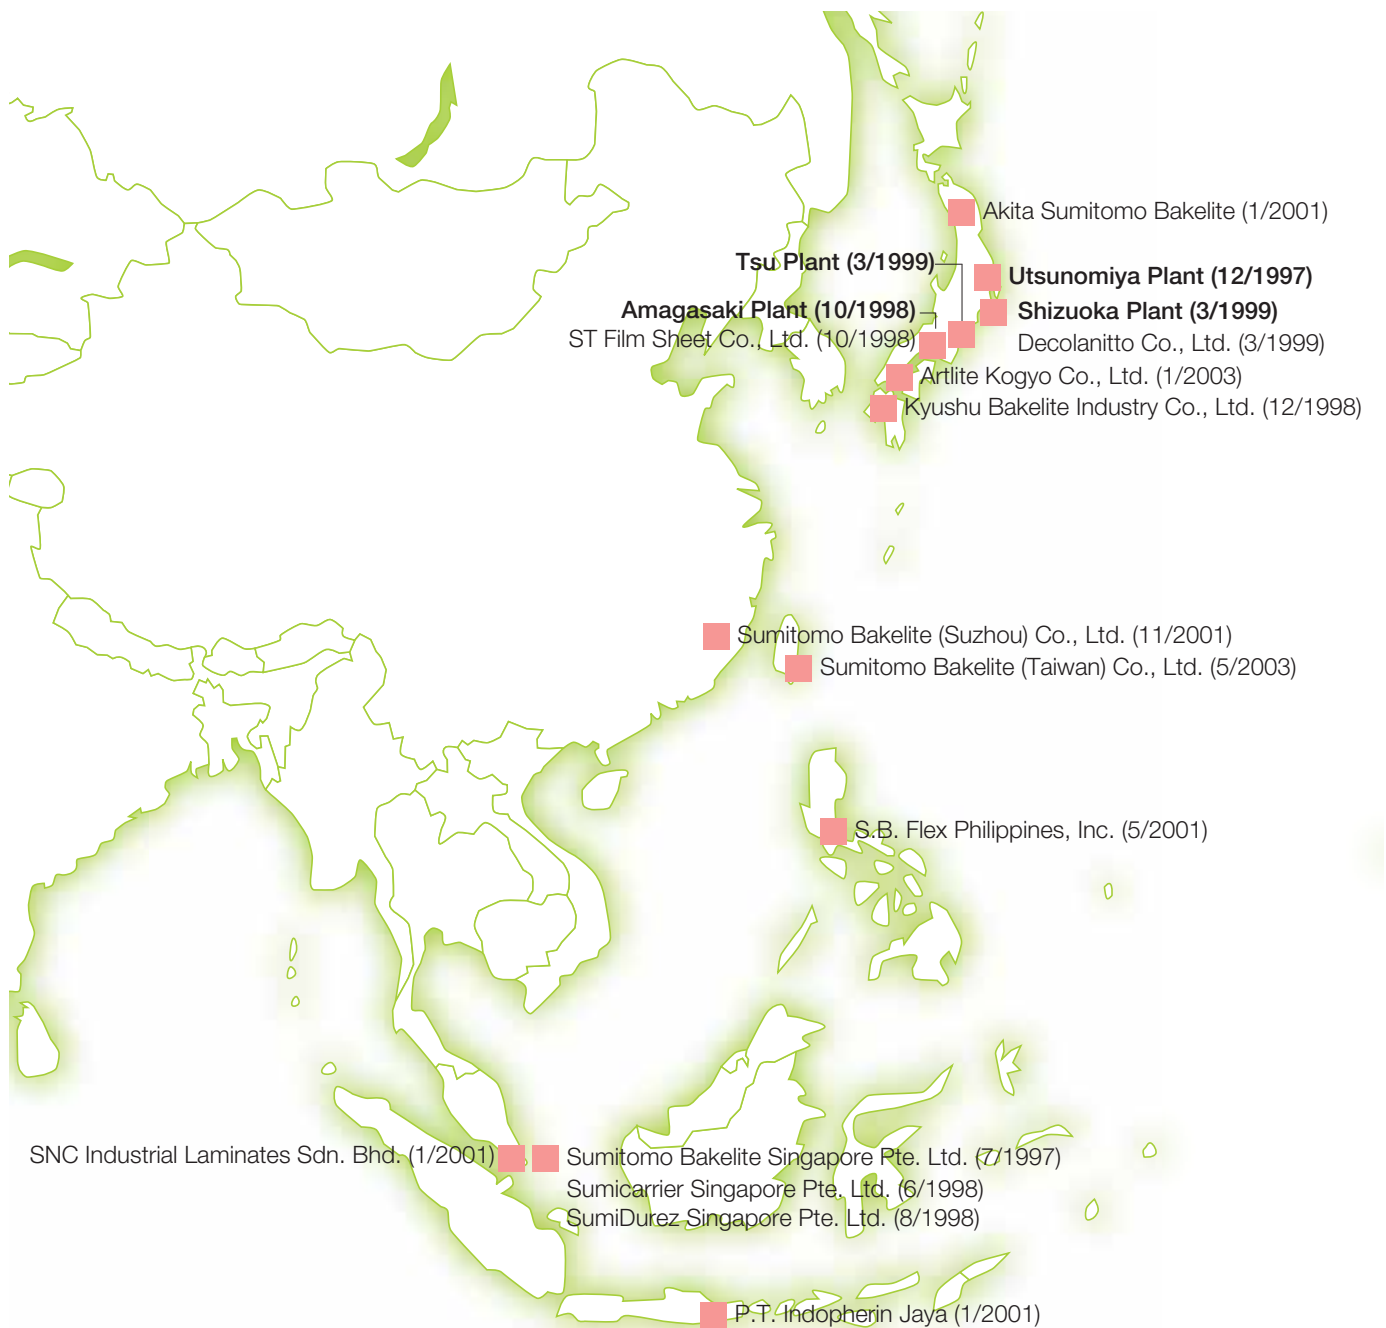 Akita Sumitomo Bakelite (1/2001)
Tsu Plant (3/1999)
Utsunomiya Plant (12/1997)
Amagasaki Plant (10/1998)
ST Film Sheet Co., Ltd. (10/1998)
Shizuoka Plant (3/1999)
Decolanitto Co., Ltd. (3/1999)
Artlite Kogyo Co., Ltd. (1/2003)
Kyushu Bakelite Industry Co., Ltd. (12/1998)
Sumitomo Bakelite (Suzhou) Co., Ltd. (11/2001)
Sumitomo Bakelite (Taiwan) Co., Ltd. (5/2003)
S.B. Flex Philippines, Inc. (5/2001)
SNC Industrial Laminates Sdn. Bhd. (1/2001)
Sumitomo Bakelite Singapore Pte. Ltd. (7/1997)
Sumicarrier Singapore Pte. Ltd. (6/1998)
SumiDurez Singapore Pte. Ltd. (8/1998)
P.T. Indopherin Jaya (1/2001)